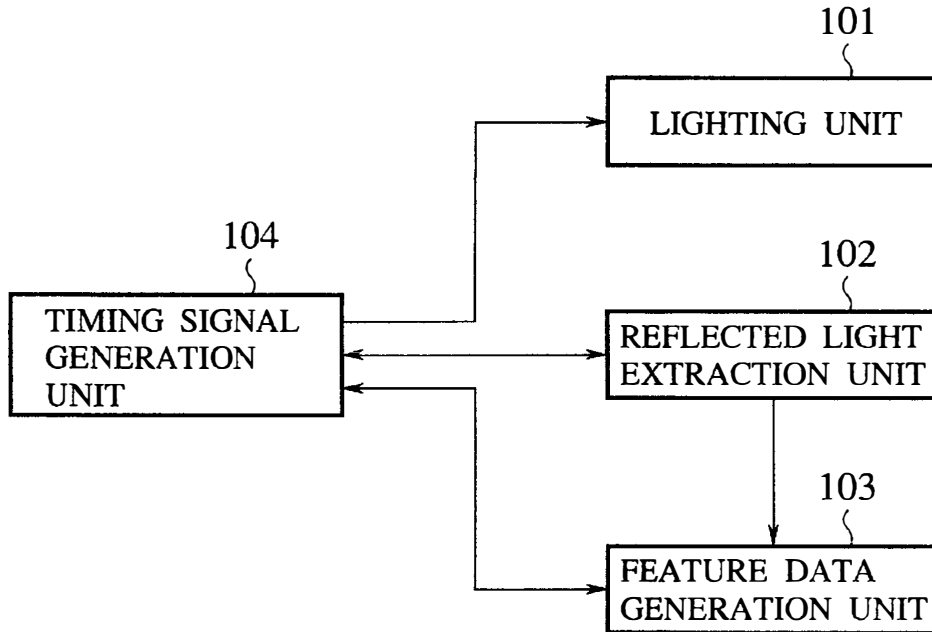 101
LIGHTING UNIT
104
TIMING SIGNAL
GENERATION
UNIT
102
REFLECTED LIGHT
EXTRACTION UNIT
103
FEATURE DATA
GENERATION UNIT